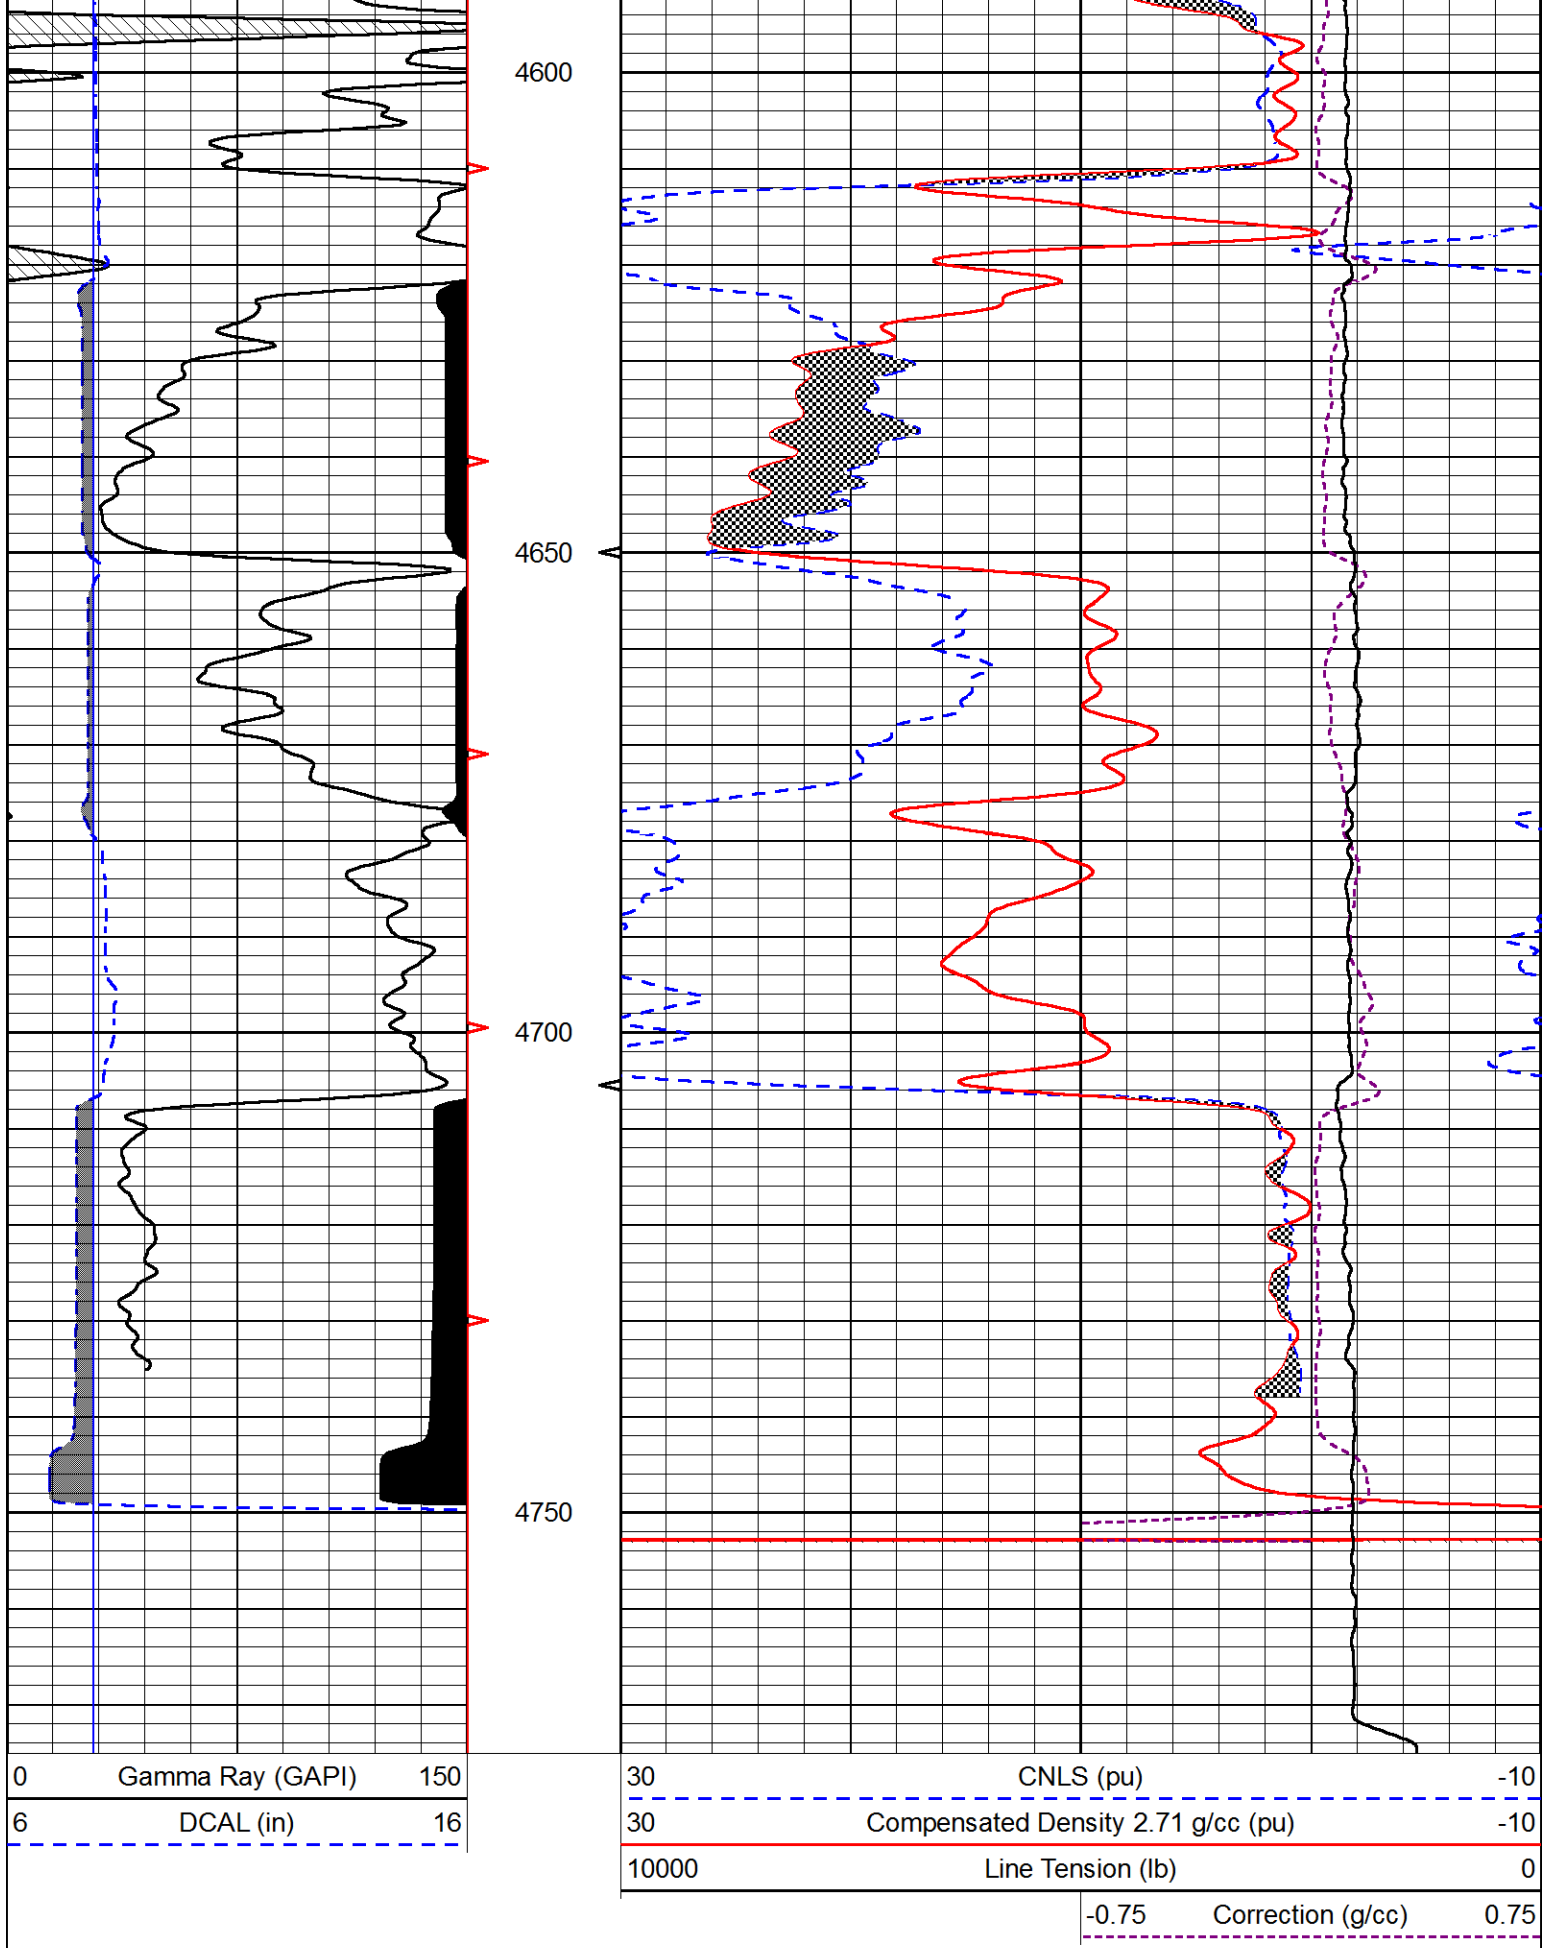 4600
4650
4700
4750
0 Gamma Ray (GAPI) 150
6 DCAL (in) 16
30 CNLS (pu) -10
30 Compensated Density 2.71 g/cc (pu) -10
10000 Line Tension (lb) 0
-0.75 Correction (g/cc) 0.75